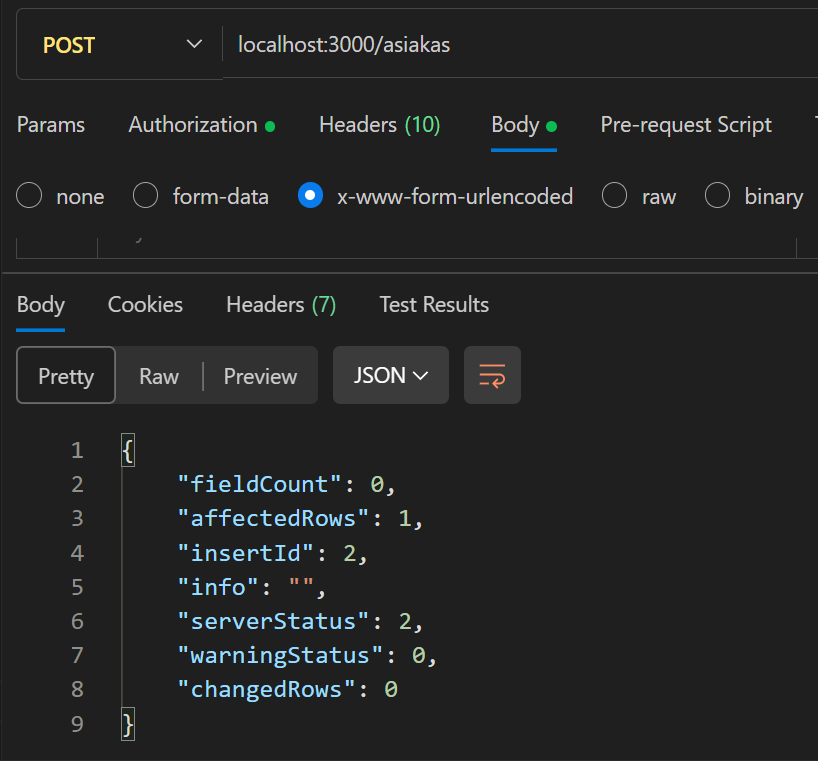 POST localhost:3000/asiakas
Params Authorization Headers (10) Body Pre-request Script
none form-data x-www-form-urlencoded raw binary
Body Cookies Headers (7) Test Results
Pretty Raw Preview JSON
1 {
2 "fieldCount": 0,
3 "affectedRows": 1,
4 "insertId": 2,
5 "info": "",
6 "serverStatus": 2,
7 "warningStatus": 0,
8 "changedRows": 0
9 }